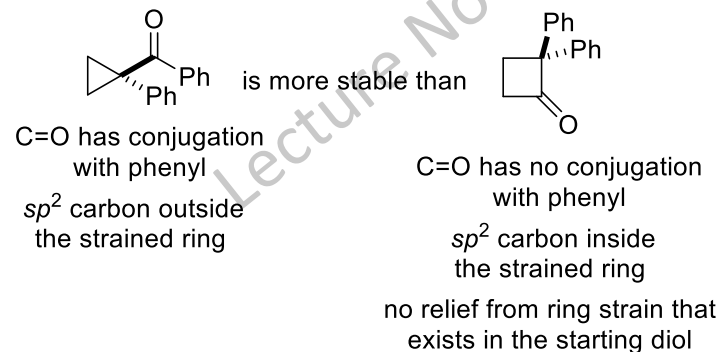 O
Ph
Ph
is more stable than
Ph
Ph
O
C=O has conjugation
with phenyl
sp² carbon outside
the strained ring
C=O has no conjugation
with phenyl
sp² carbon inside
the strained ring
no relief from ring strain that
exists in the starting diol
Lecture No